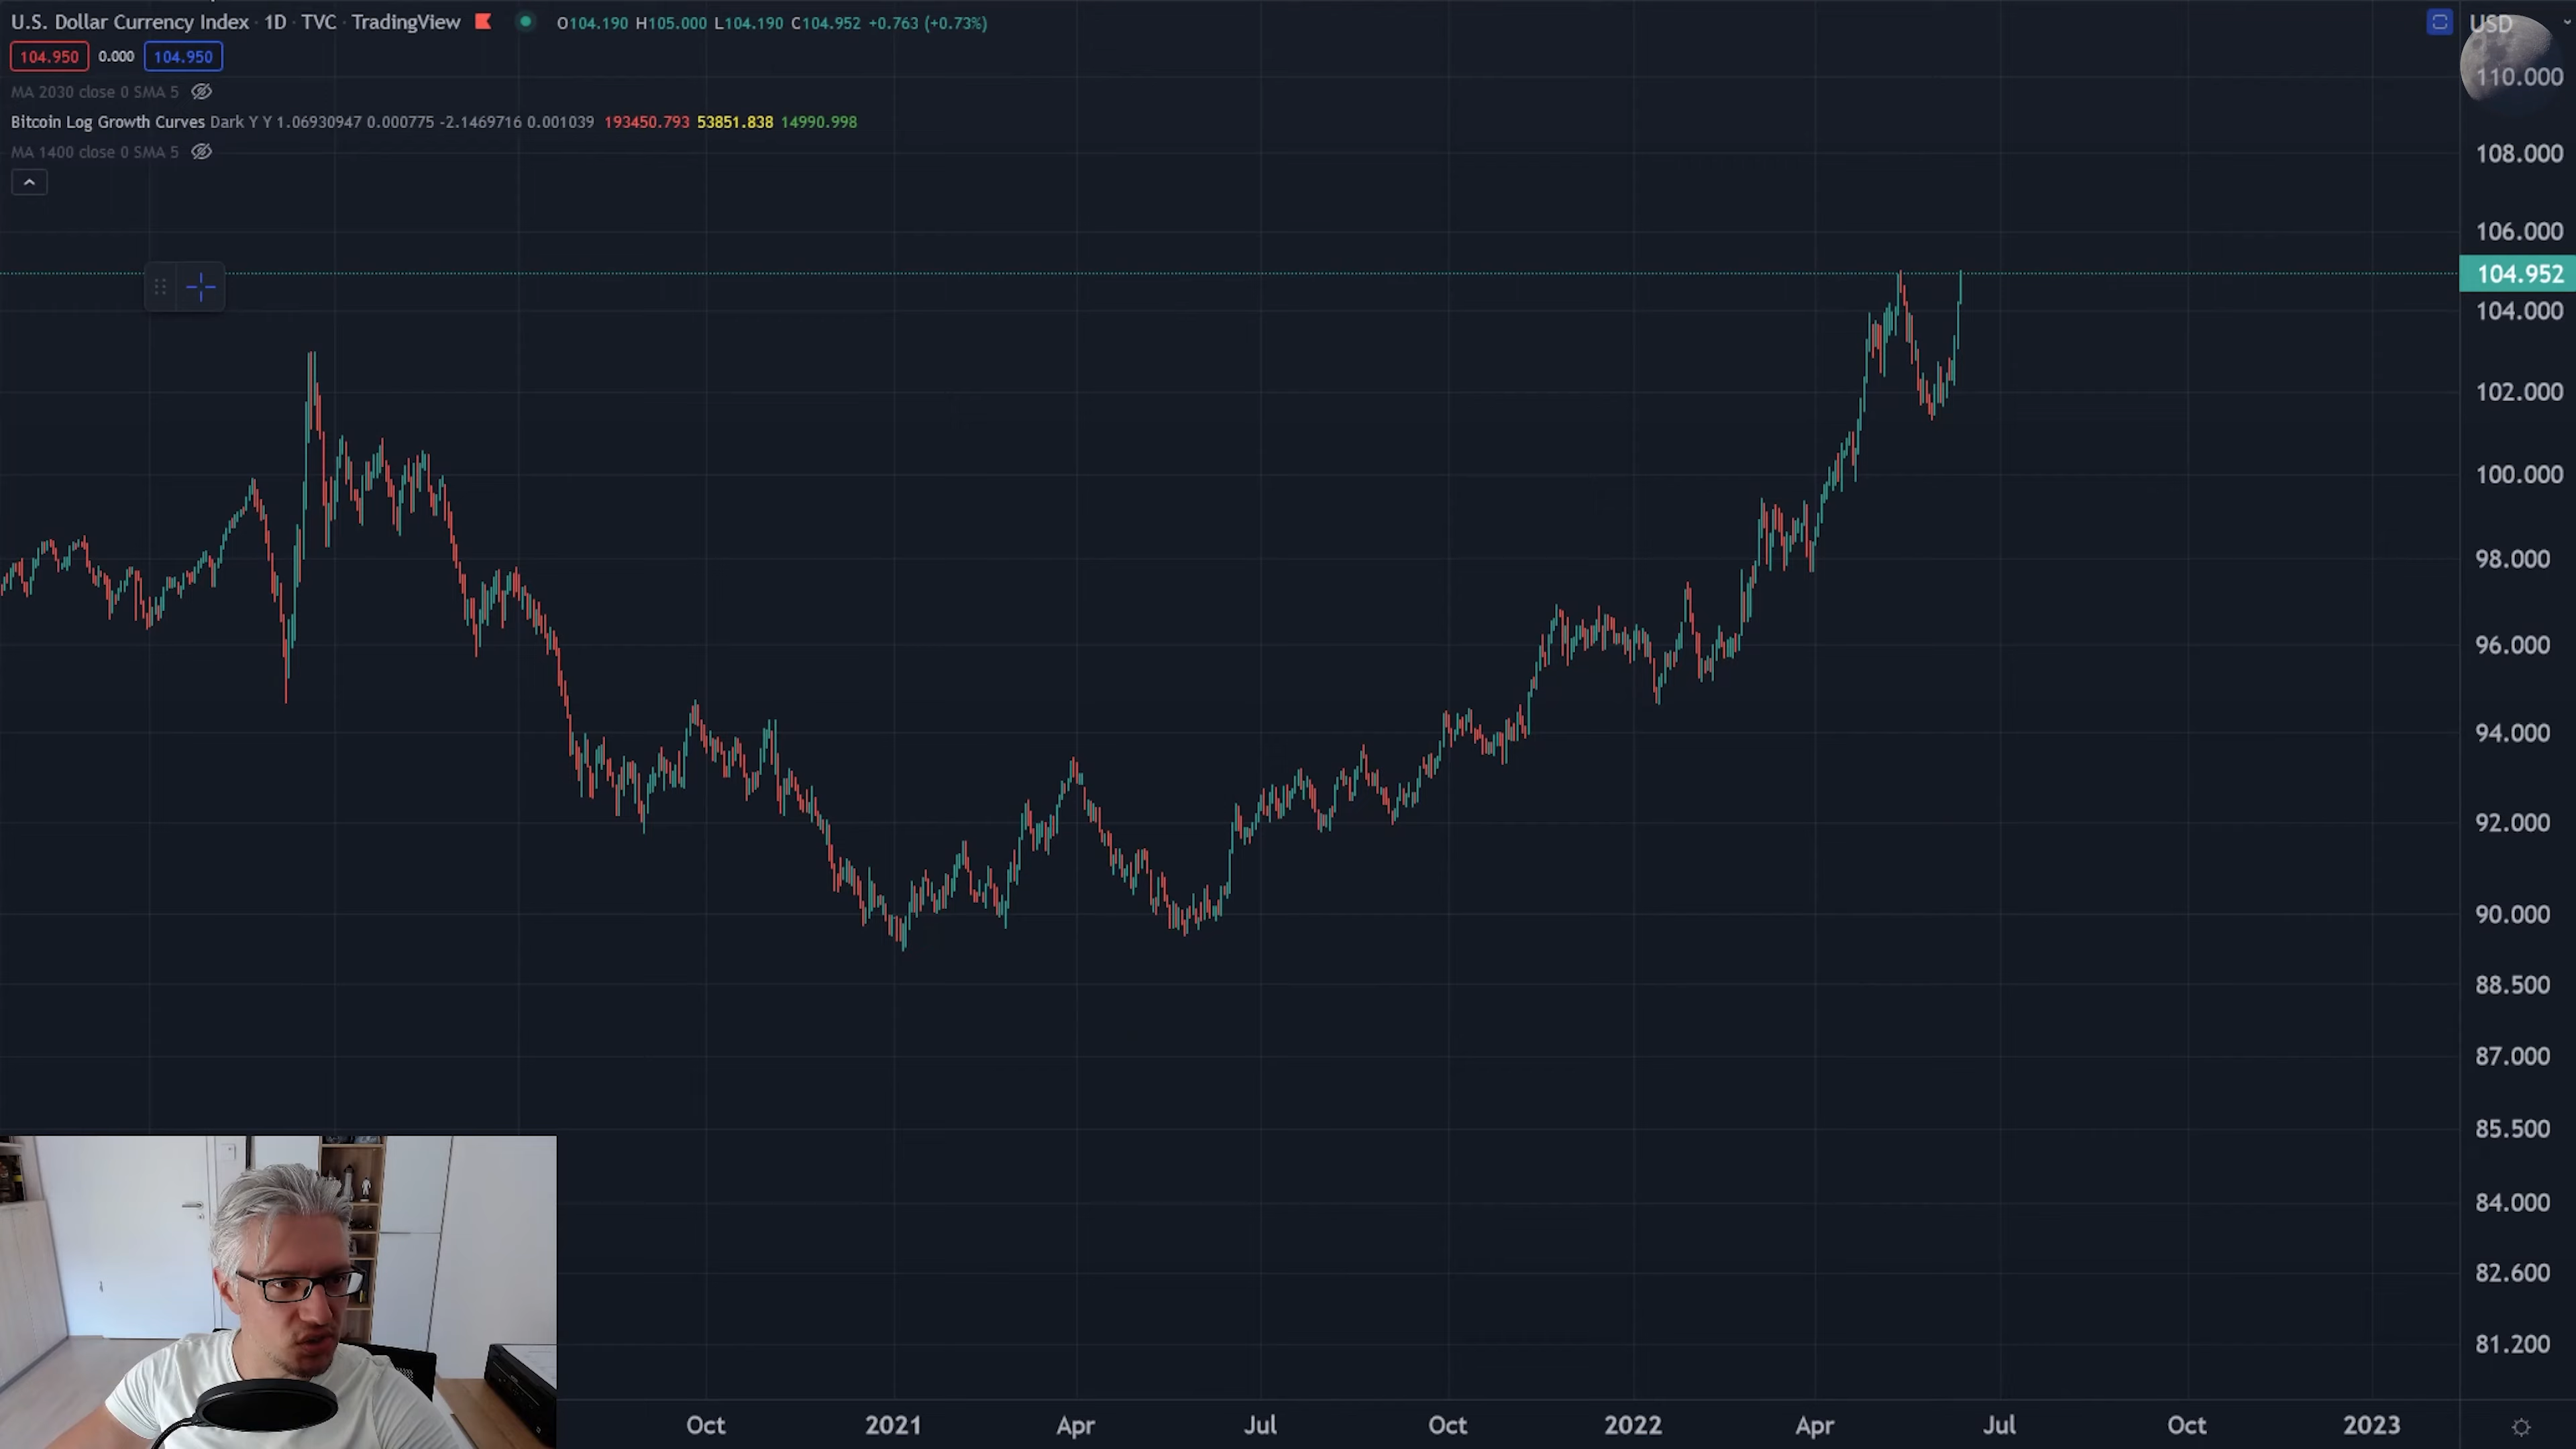 U.S. Dollar Currency Index · 1D · TVC · TradingView O104.190 H105.000 L104.190 C104.952 +0.763 (+0.73%)
104.950 0.000 104.950
MA 2030 close 0 SMA 5
Bitcoin Log Growth Curves Dark Y Y 1.06930947 0.000775 -2.1469716 0.001039 193450.793 53851.838 14990.998
MA 1400 close 0 SMA 5
USD
110.000
108.000
106.000
104.952
104.000
102.000
100.000
98.000
96.000
94.000
92.000
90.000
88.500
87.000
85.500
84.000
82.600
81.200
Oct 2021 Apr Jul Oct 2022 Apr Jul Oct 2023